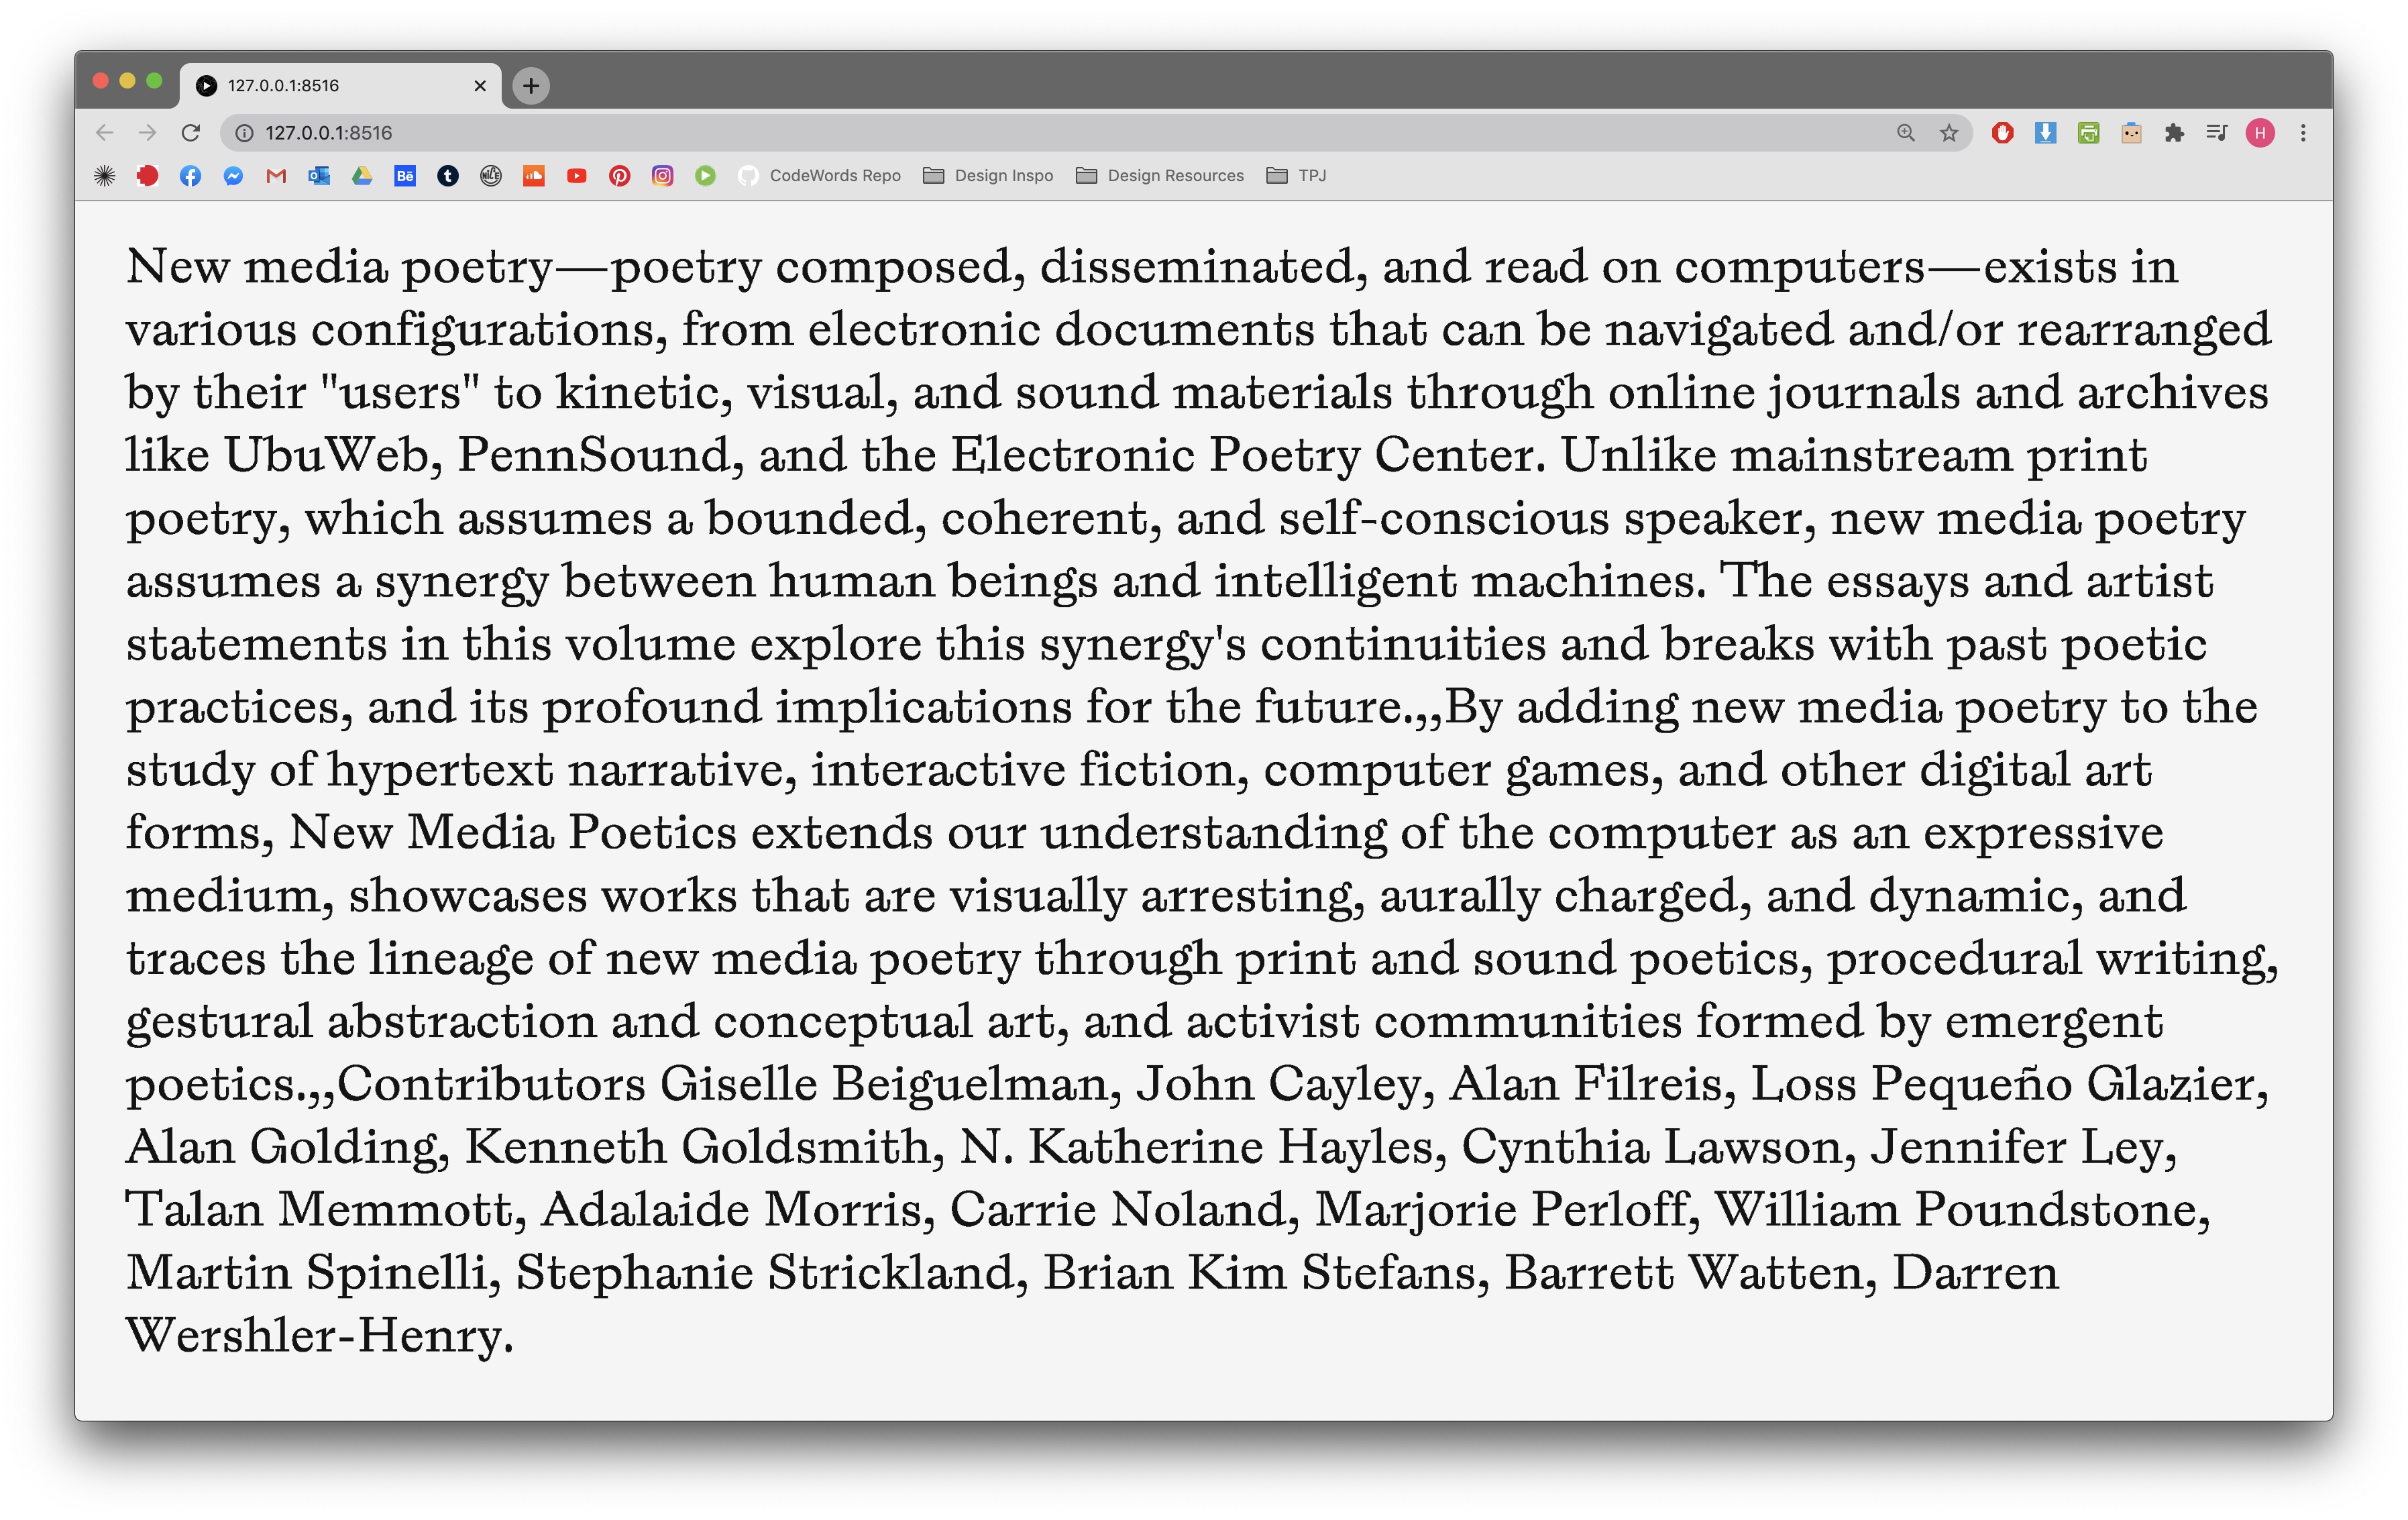 127.0.0.1:8516
127.0.0.1:8516
H
Bē
CodeWords Repo
Design Inspo
Design Resources
TPJ
New media poetry—poetry composed, disseminated, and read on computers—exists in
various configurations, from electronic documents that can be navigated and/or rearranged
by their "users" to kinetic, visual, and sound materials through online journals and archives
like UbuWeb, PennSound, and the Electronic Poetry Center. Unlike mainstream print
poetry, which assumes a bounded, coherent, and self-conscious speaker, new media poetry
assumes a synergy between human beings and intelligent machines. The essays and artist
statements in this volume explore this synergy's continuities and breaks with past poetic
practices, and its profound implications for the future.,,By adding new media poetry to the
study of hypertext narrative, interactive fiction, computer games, and other digital art
forms, New Media Poetics extends our understanding of the computer as an expressive
medium, showcases works that are visually arresting, aurally charged, and dynamic, and
traces the lineage of new media poetry through print and sound poetics, procedural writing,
gestural abstraction and conceptual art, and activist communities formed by emergent
poetics.,,Contributors Giselle Beiguelman, John Cayley, Alan Filreis, Loss Pequeño Glazier,
Alan Golding, Kenneth Goldsmith, N. Katherine Hayles, Cynthia Lawson, Jennifer Ley,
Talan Memmott, Adalaide Morris, Carrie Noland, Marjorie Perloff, William Poundstone,
Martin Spinelli, Stephanie Strickland, Brian Kim Stefans, Barrett Watten, Darren
Wershler-Henry.